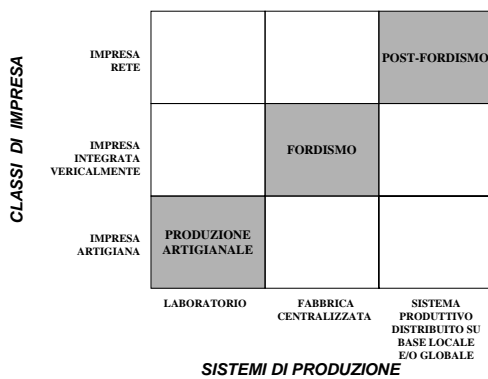 CLASSI DI IMPRESA
IMPRESA
RETE
POST-FORDISMO
IMPRESA
INTEGRATA
VERICALMENTE
FORDISMO
IMPRESA
ARTIGIANA
PRODUZIONE
ARTIGIANALE
LABORATORIO
FABBRICA
CENTRALIZZATA
SISTEMA
PRODUTTIVO
DISTRIBUITO SU
BASE LOCALE
E/O GLOBALE
SISTEMI DI PRODUZIONE